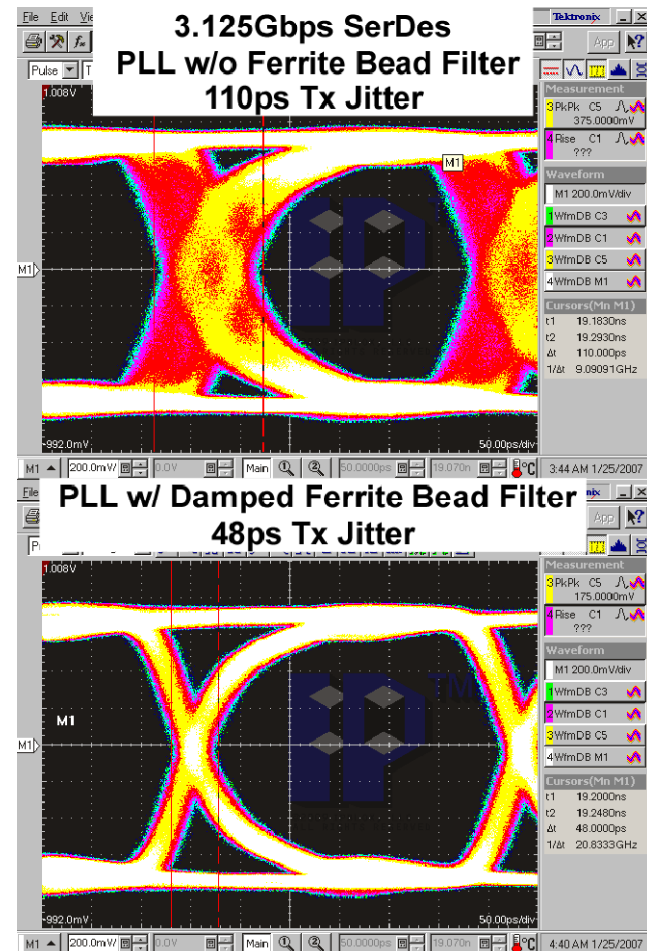 File Edit Vie
3.125Gbps SerDes
Tektronix
PLL w/o Ferrite Bead Filter
App
Pulse
T
110ps Tx Jitter
1.008V
Measurement
3 PkPk C5
375.0000mV
4 Rise C1
???
M1
Waveform
M1 200.0mV/div
1 WfmDB C3
2 WfmDB C1
3 WfmDB C5
4 WfmDB M1
M1
Cursors(Mn M1)
t1 19.1830ns
t2 19.2930ns
Δt 110.000ps
1/Δt 9.09091GHz
-992.0mV
50.00ps/div
M1 200.0mV/ 0.0V Main 50.0000ps 19.070n °C 3:44 AM 1/25/2007
File
PLL w/ Damped Ferrite Bead Filter
nix
App
48ps Tx Jitter
1.008V
Measurement
3 PkPk C5
175.0000mV
4 Rise C1
???
Waveform
M1 200.0mV/div
TM
1 WfmDB C3
M1
2 WfmDB C1
M1
3 WfmDB C5
4 WfmDB M1
Cursors(Mn M1)
t1 19.2000ns
t2 19.2480ns
Δt 48.0000ps
1/Δt 20.8333GHz
-992.0mV
50.00ps/div
M1 200.0mV/ 0.0V Main 50.0000ps 19.070n °C 4:40 AM 1/25/2007